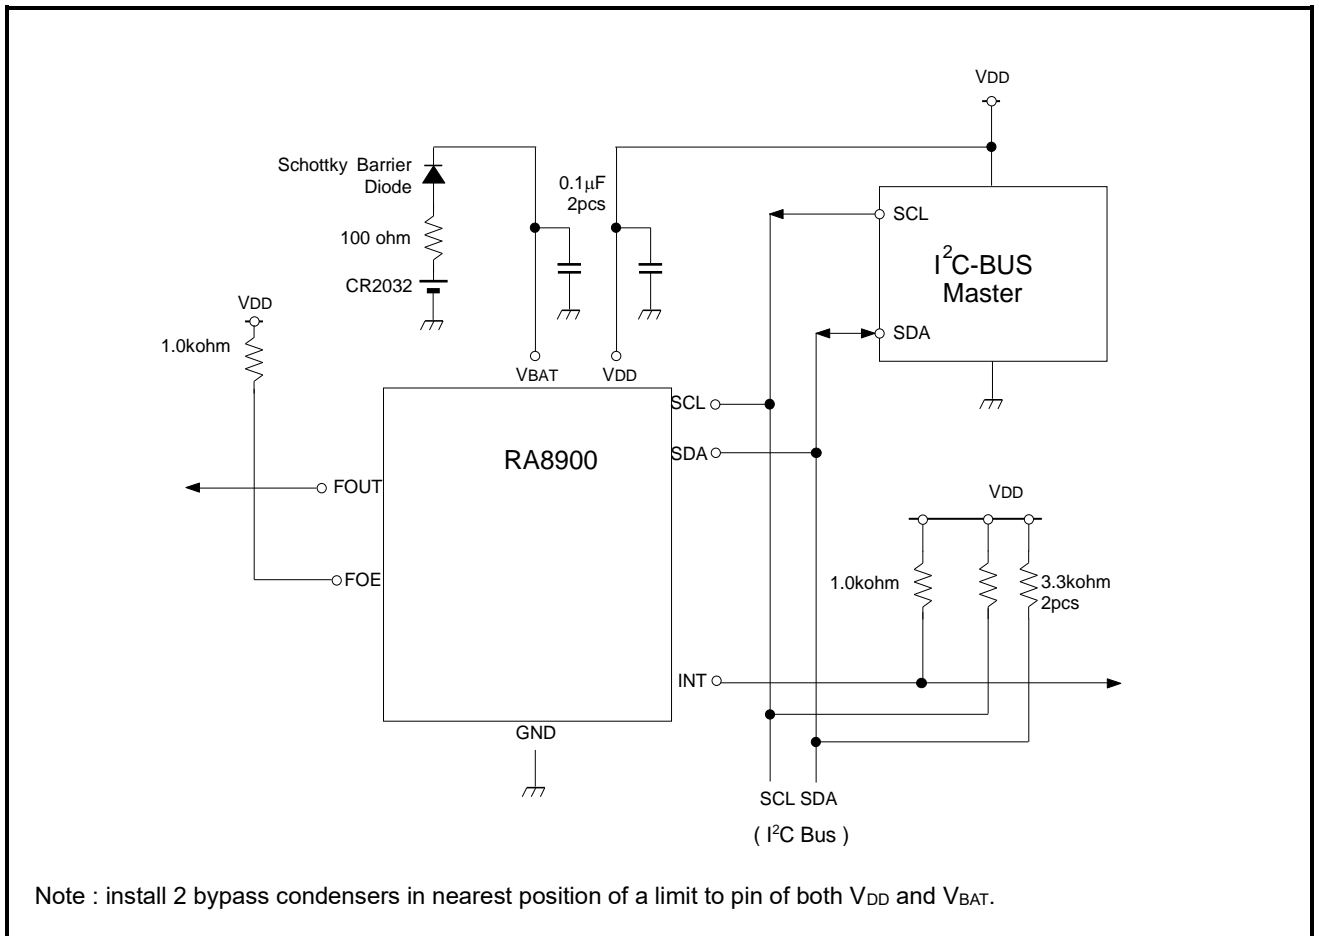 VDD
Schottky Barrier
Diode
0.1μF
2pcs
SCL
100 ohm
I²C-BUS
Master
CR2032
VDD
SDA
1.0kohm
VBAT
VDD
SCL
SDA
RA8900
FOUT
VDD
FOE
1.0kohm
3.3kohm
2pcs
INT
GND
SCL SDA
( I²C Bus )
Note : install 2 bypass condensers in nearest position of a limit to pin of both VDD and VBAT.